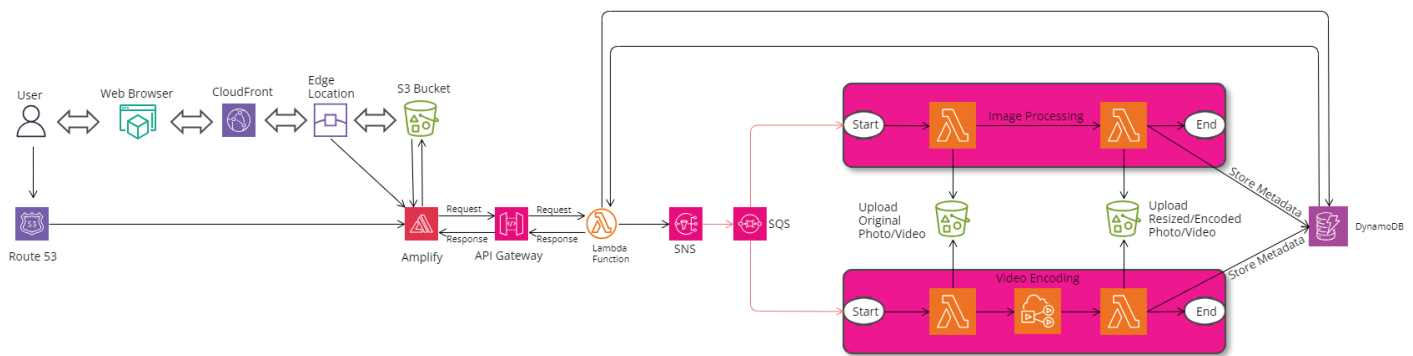 User
Web Browser
CloudFront
Edge
Location
S3 Bucket
53
Route 53
Amplify
Request
Response
API Gateway
Request
Response
Lambda
Function
SNS
SQS
Start
Image Processing
End
Upload
Original
Photo/Video
Upload
Resized/Encoded
Photo/Video
Store Metadata
Store Metadata
DynamoDB
Video Encoding
Start
End